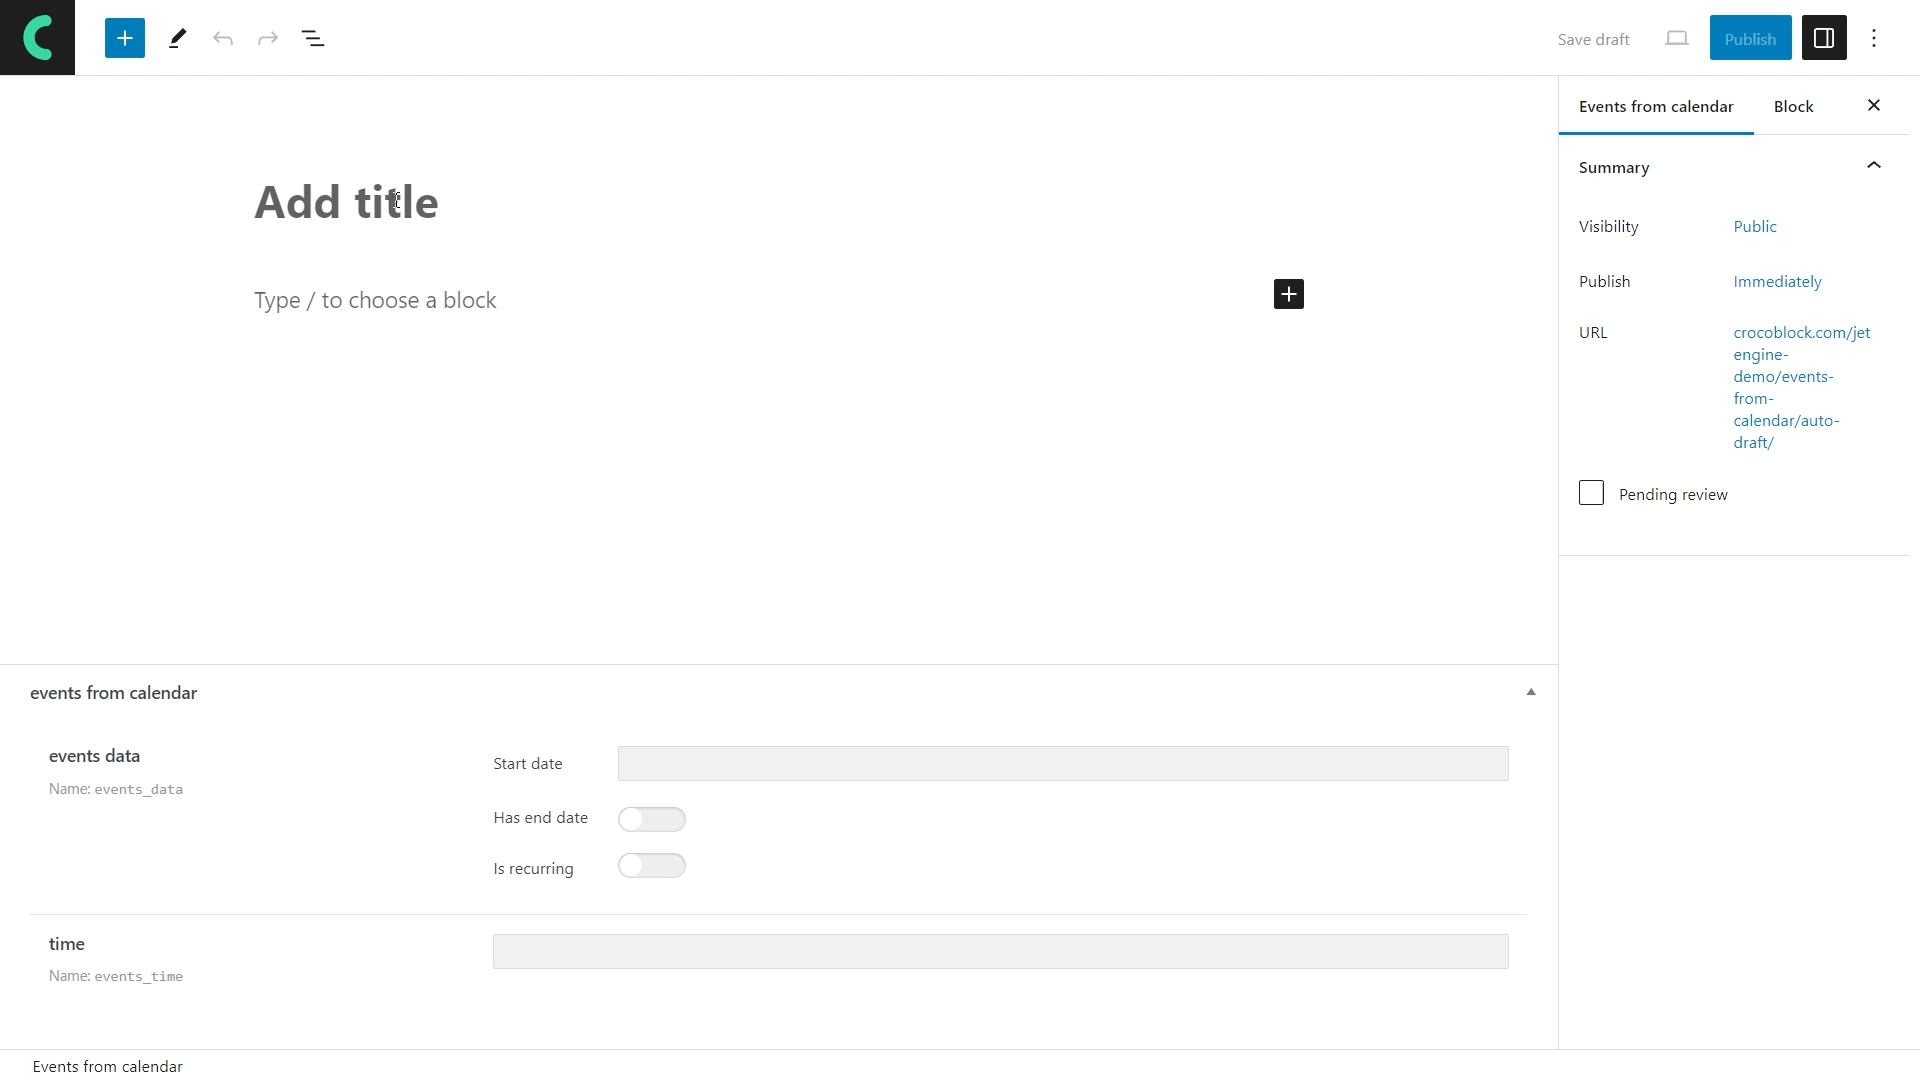 Save draft
Publish
Events from calendar
Block
Add title
Type / to choose a block
Summary
Visibility
Public
Publish
Immediately
URL
crocoblock.com/jet
engine-
demo/events-
from-
calendar/auto-
draft/
Pending review
events from calendar
events data
Name: events_data
Start date
Has end date
Is recurring
time
Name: events_time
Events from calendar